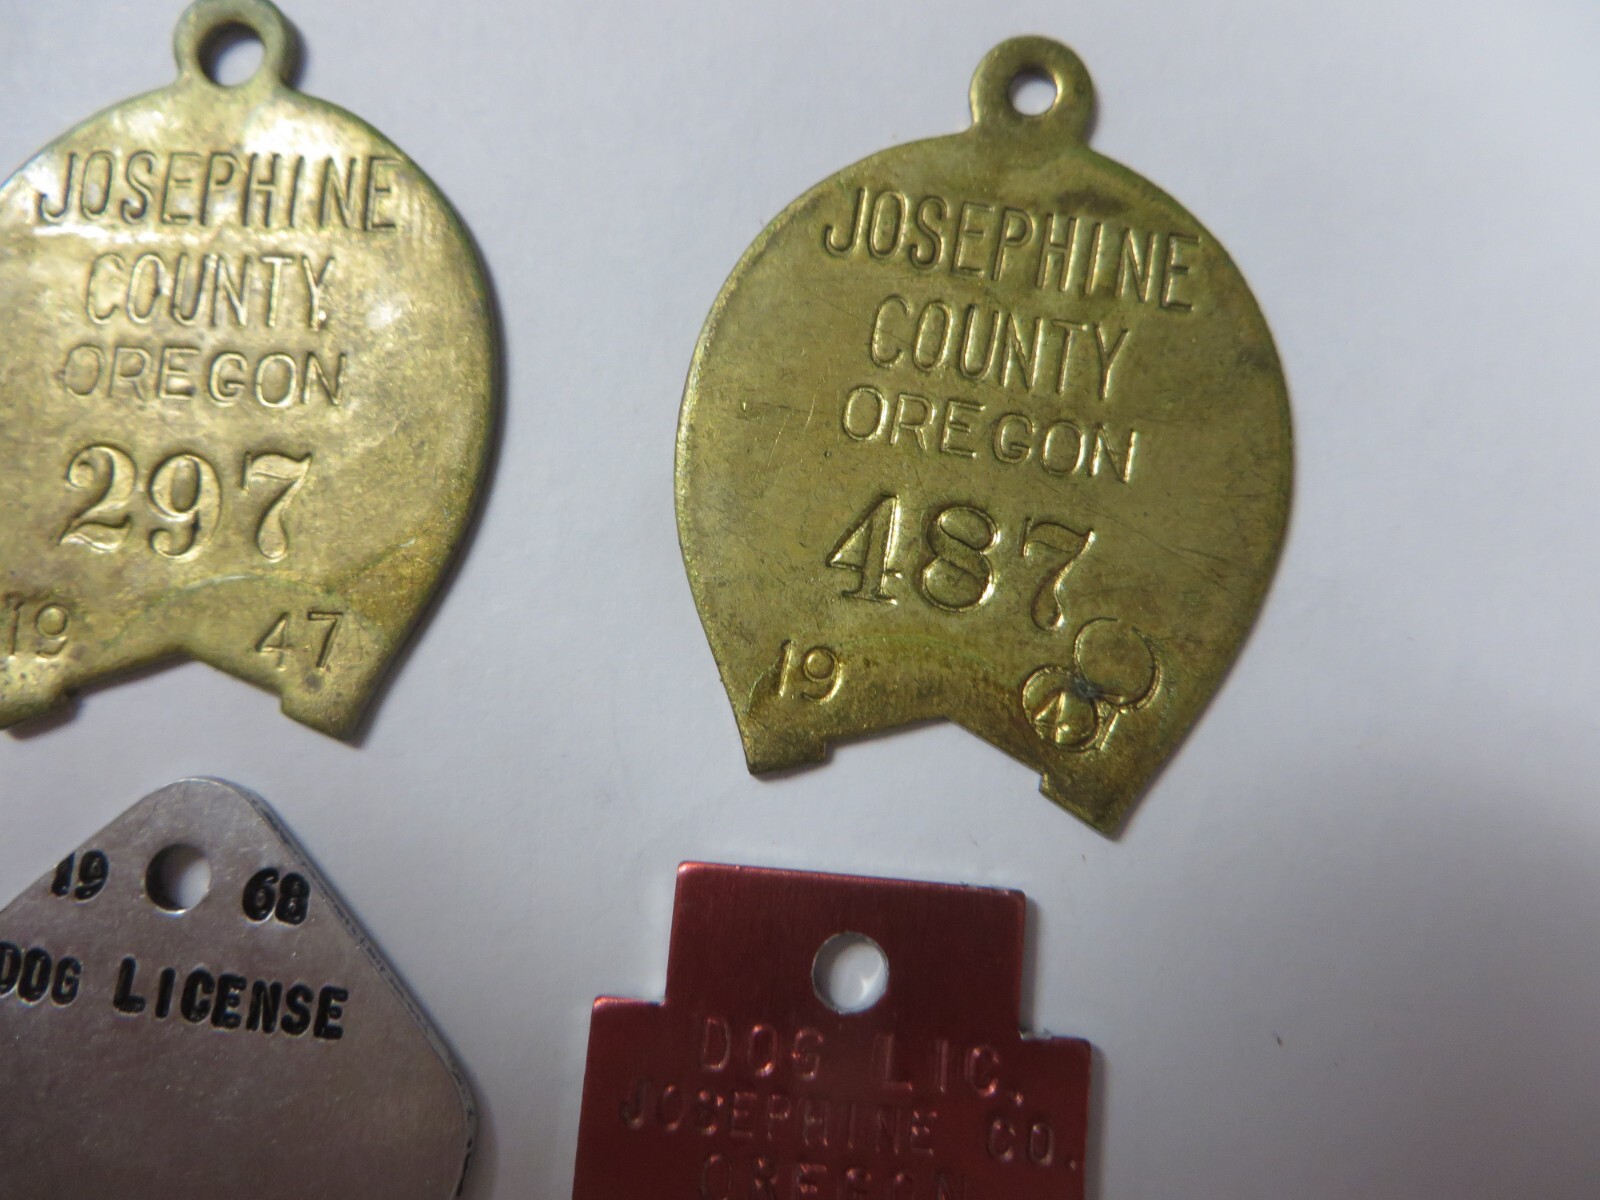 JOSEPHINE
COUNTY
OREGON
297
19 47
JOSEPHINE
COUNTY
OREGON
487
19
19 68
DOG LICENSE
DOG LIC.
JOSEPHINE CO.
OREGON